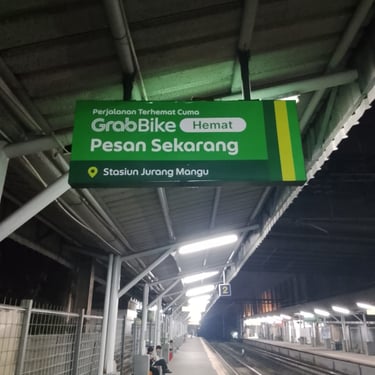 Perjalanan Terhemat Cuma
GrabBike Hemat
Pesan Sekarang
Stasiun Jurang Mangu
2